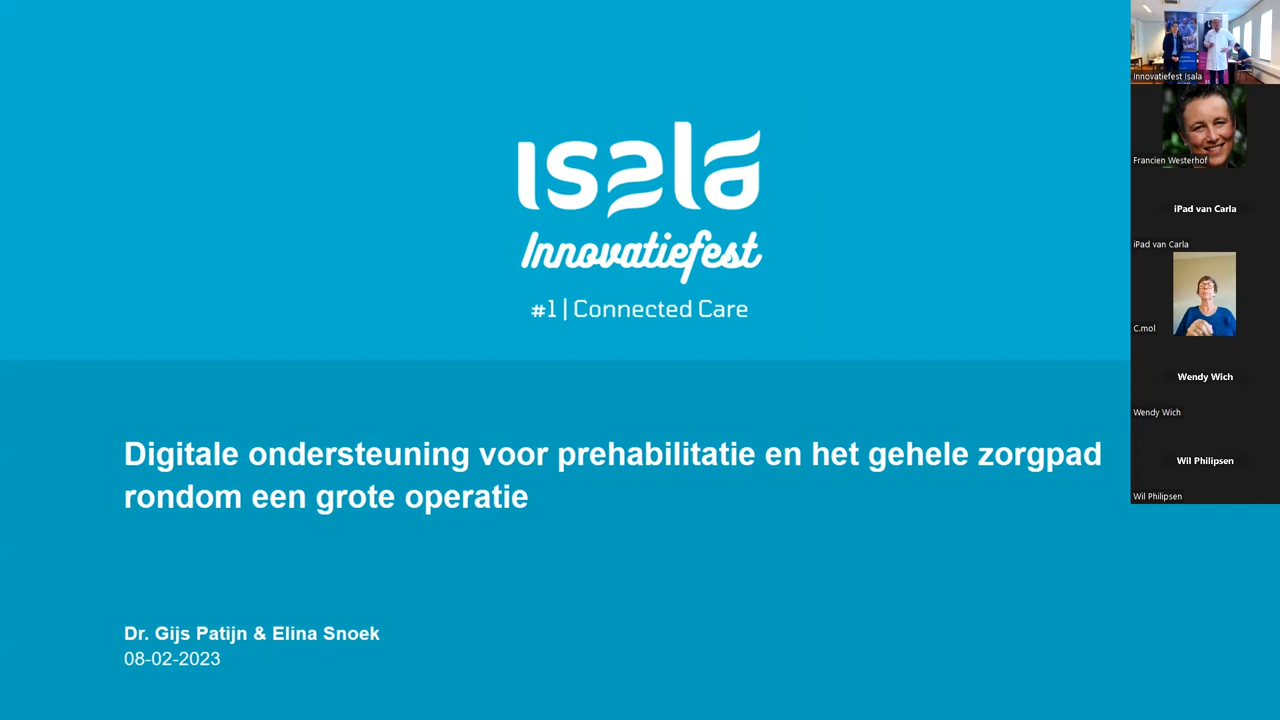 Isala
Innovatiefest
#1 | Connected Care
Digitale ondersteuning voor prehabilitatie en het gehele zorgpad
rondom een grote operatie
Dr. Gijs Patijn & Elina Snoek
08-02-2023
Innovatiefest Isala
Francien Westerhof
iPad van Carla
iPad van Carla
C.mol
Wendy Wich
Wendy Wich
Wil Philipsen
Wil Philipsen